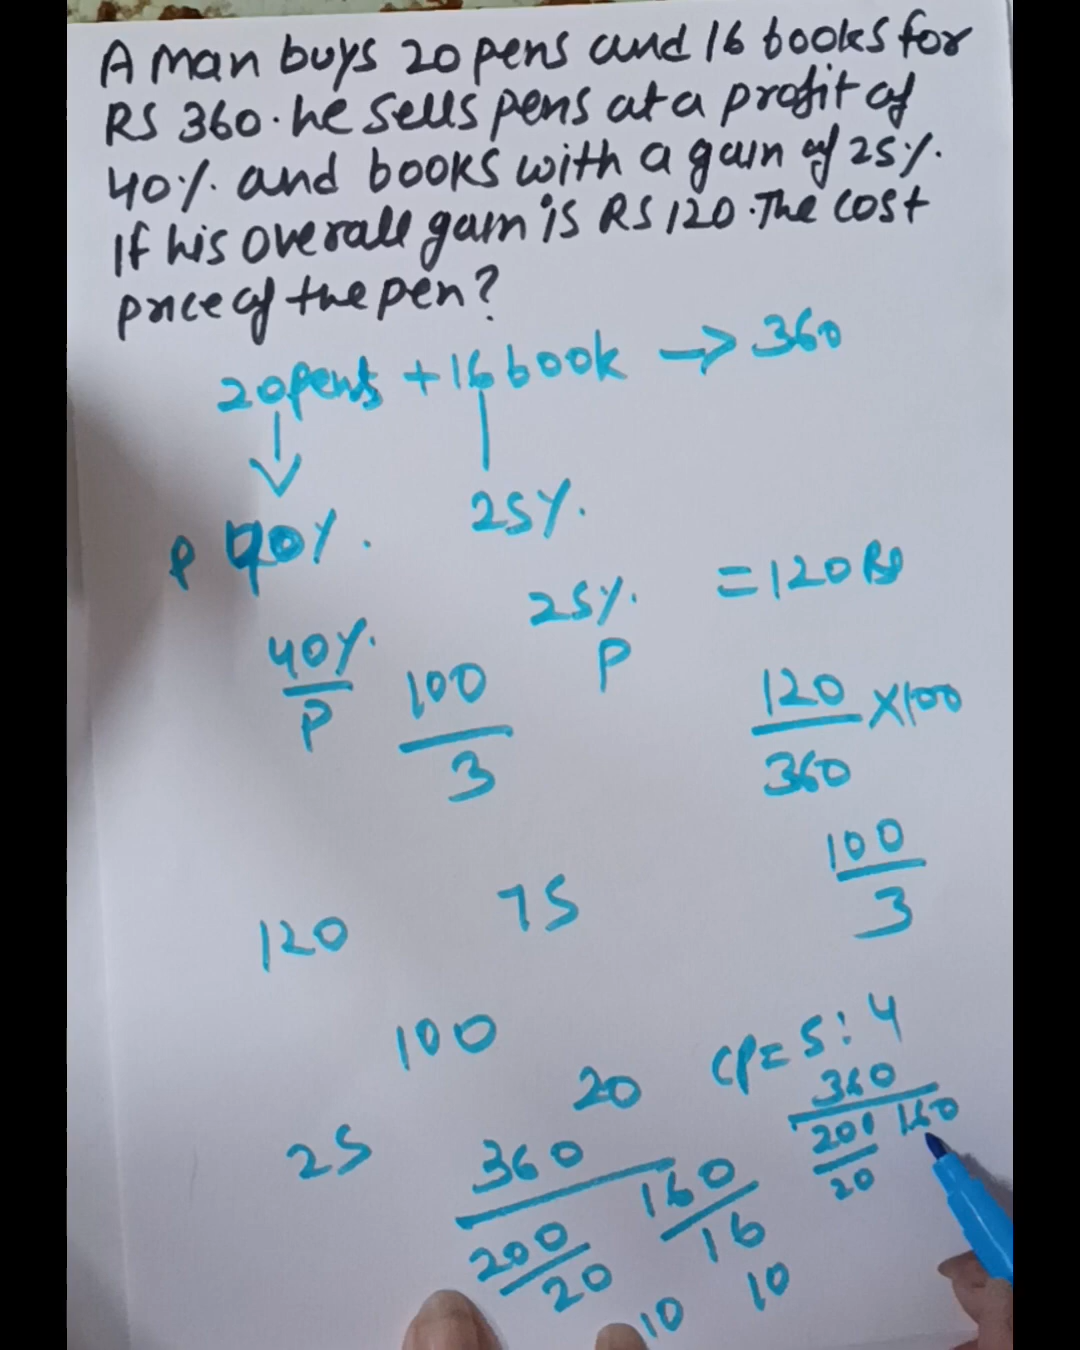 A man buys 20 pens and 16 books for
RS 360. he sells pens at a profit of
40%. and books with a gain of 25%.
If his overall gain is RS 120. The cost
price of the pen?
20pens + 16 book → 360
25%.
P 40%.
25%. = 120 Rs
P
40%.
P
100
3
120 × 100
360
100
3
120 75
100
CP = 5 : 4
20
360
200 160
20
25
360
200 160
20 16
10 10